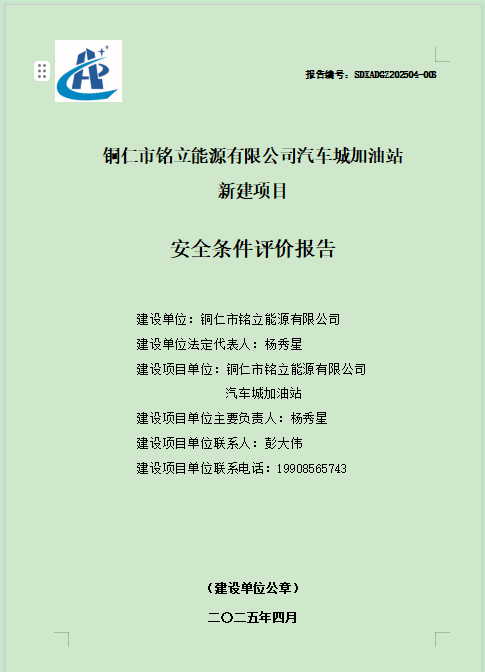 报告编号：SDXADGZ202504-008
铜仁市铭立能源有限公司汽车城加油站
新建项目
安全条件评价报告
建设单位：铜仁市铭立能源有限公司
建设单位法定代表人：杨秀星
建设项目单位：铜仁市铭立能源有限公司
汽车城加油站
建设项目单位主要负责人：杨秀星
建设项目单位联系人：彭大伟
建设项目单位联系电话：19908565743
（建设单位公章）
二〇二五年四月